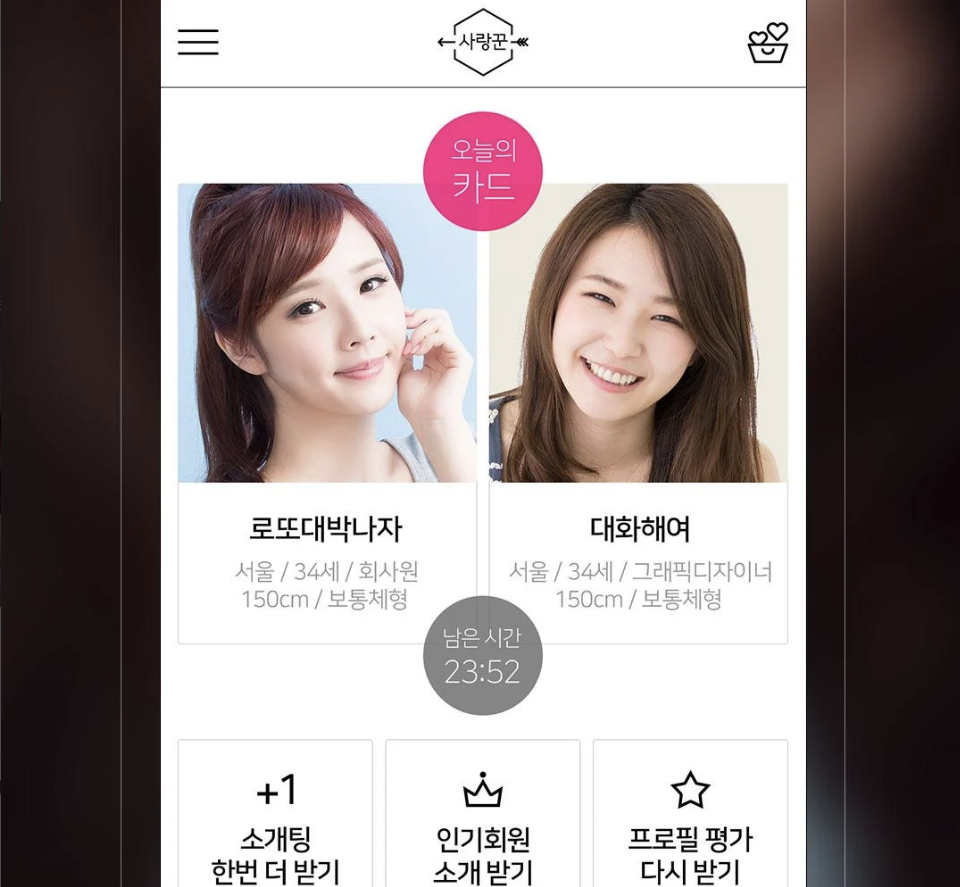 사랑꾼
오늘의
카드
로또대박나자
서울 / 34세 / 회사원
150cm / 보통체형
대화해여
서울 / 34세 / 그래픽디자이너
150cm / 보통체형
남은 시간
23:52
+1
소개팅
한번 더 받기
인기회원
소개 받기
프로필 평가
다시 받기